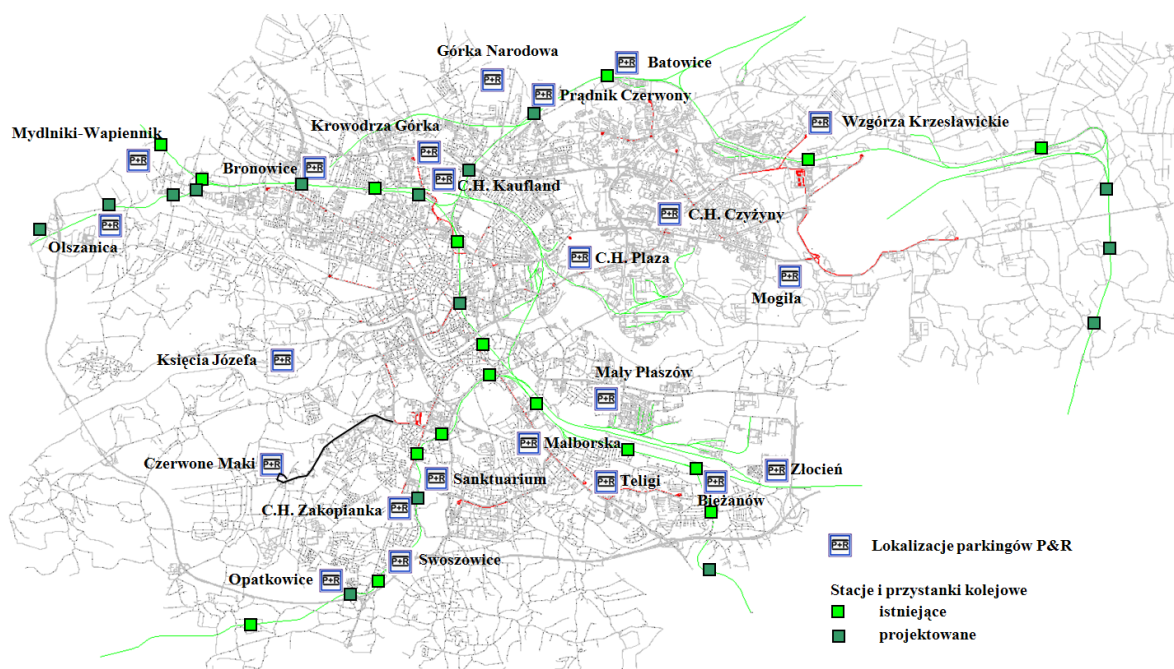 Górka Narodowa
P+R
Batowice
P+R
P+R
Prądnik Czerwony
P+R
Wzgórza Krzesławickie
Krowodrza Górka
P+R
Mydlniki-Wapiennik
P+R
Bronowice
P+R
P+R
C.H. Kaufland
P+R
C.H. Czyżyny
P+R
Olszanica
P+R
C.H. Plaza
P+R
Mogiła
Księcia Józefa
P+R
Mały Płaszów
P+R
P+R
Malborska
Czerwone Maki
P+R
P+R
Sanktuarium
P+R
Teligi
P+R
Bieżanów
P+R
Złocień
C.H. Zakopianka
P+R
P+R
Swoszowice
Opatkowice
P+R
P+R
Lokalizacje parkingów P&R
Stacje i przystanki kolejowe
istniejące
projektowane